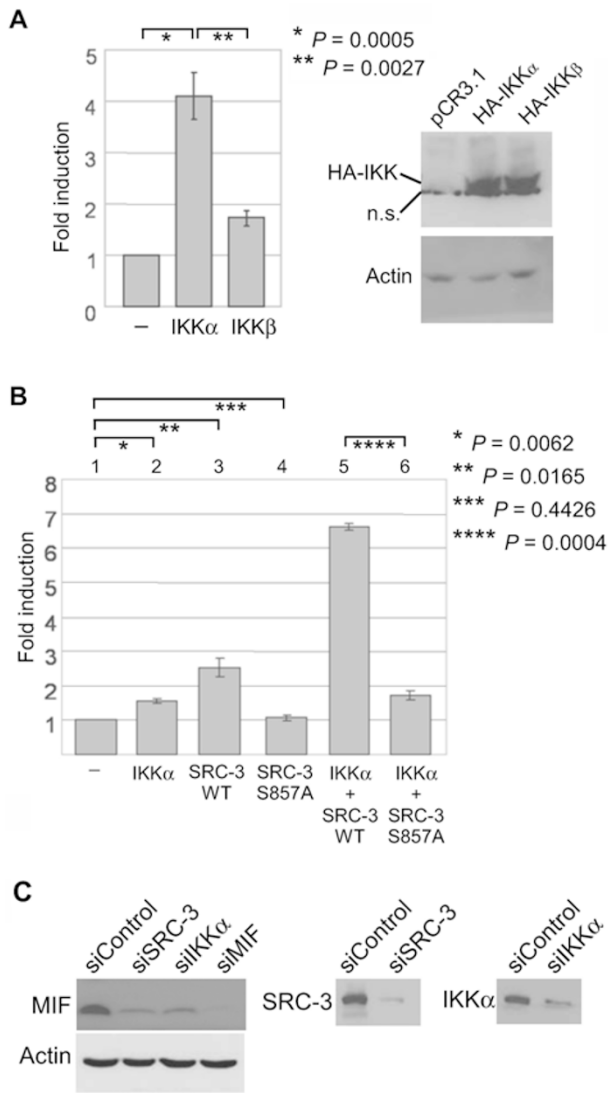 A
* P = 0.0005
** P = 0.0027
* **
Fold induction
5
4
3
2
1
0
– IKKα IKKβ
pCR3.1 HA-IKKα HA-IKKβ
HA-IKK
n.s.
Actin
B
***
**
* ****
1 2 3 4 5 6
* P = 0.0062
** P = 0.0165
*** P = 0.4426
**** P = 0.0004
Fold induction
8
7
6
5
4
3
2
1
– IKKα SRC-3 SRC-3 IKKα IKKα
WT S857A + +
SRC-3 SRC-3
WT S857A
C
siControl siSRC-3 siIKKα siMIF
MIF
Actin
siControl siSRC-3
SRC-3
siControl siIKKα
IKKα